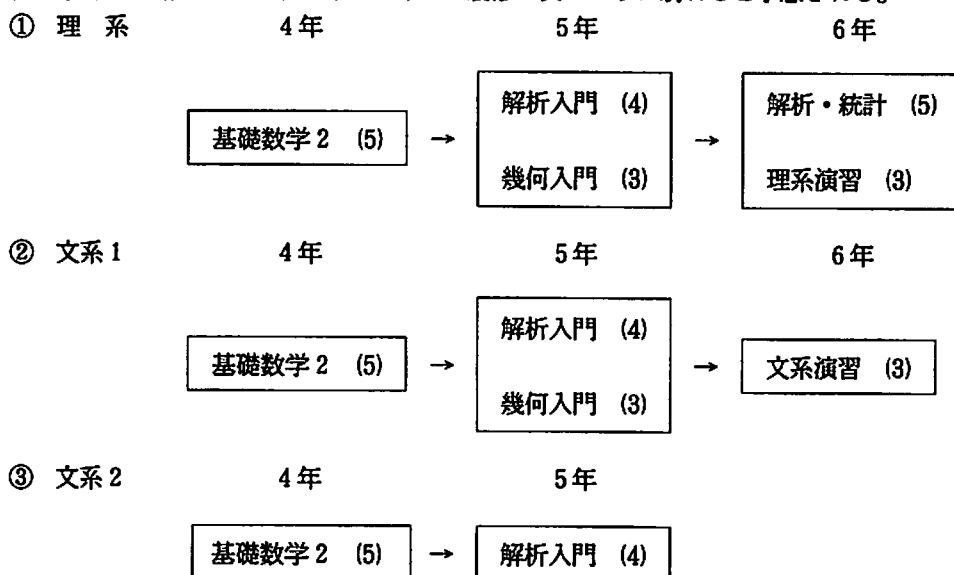 ① 理 系 4年 5年 6年
解析入門 (4) 解析・統計 (5)
基礎数学2 (5) → →
幾何入門 (3) 理系演習 (3)
② 文系1 4年 5年 6年
解析入門 (4)
基礎数学2 (5) → → 文系演習 (3)
幾何入門 (3)
③ 文系2 4年 5年
基礎数学2 (5) → 解析入門 (4)